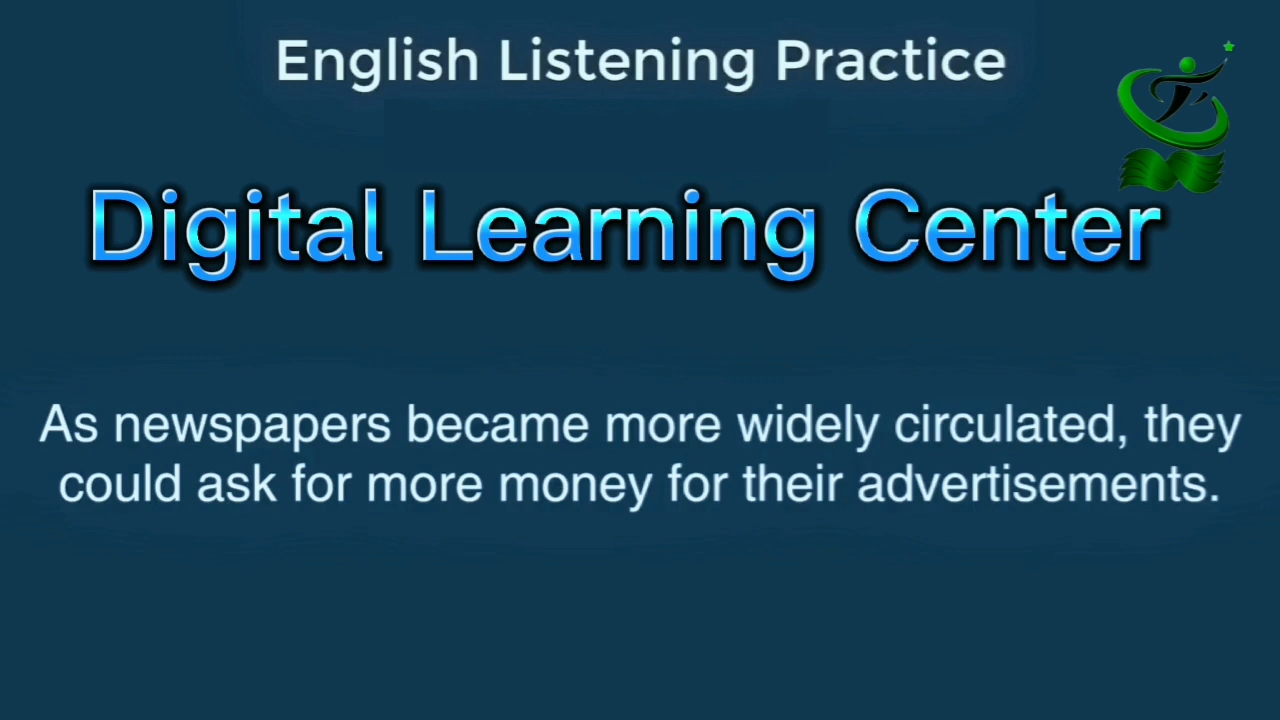 English Listening Practice
Digital Learning Center
As newspapers became more widely circulated, they
could ask for more money for their advertisements.